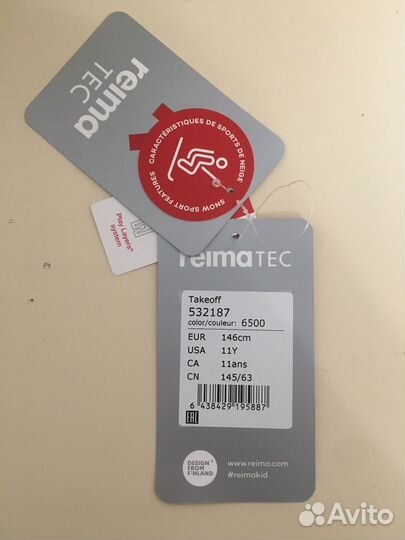 reima
TEC
CARACTÉRISTIQUES DE SPORTS DE NEIGE
SNOW SPORT FEATURES
Play Layers®
system
M
reimaTEC
Takeoff
532187
color/couleur: 6500
EUR 146cm
USA 11Y
CA 11ans
CN 145/63
6 438429 195887
EAC
DESIGN
FROM
FINLAND
www.reima.com
#reimakid
Avito